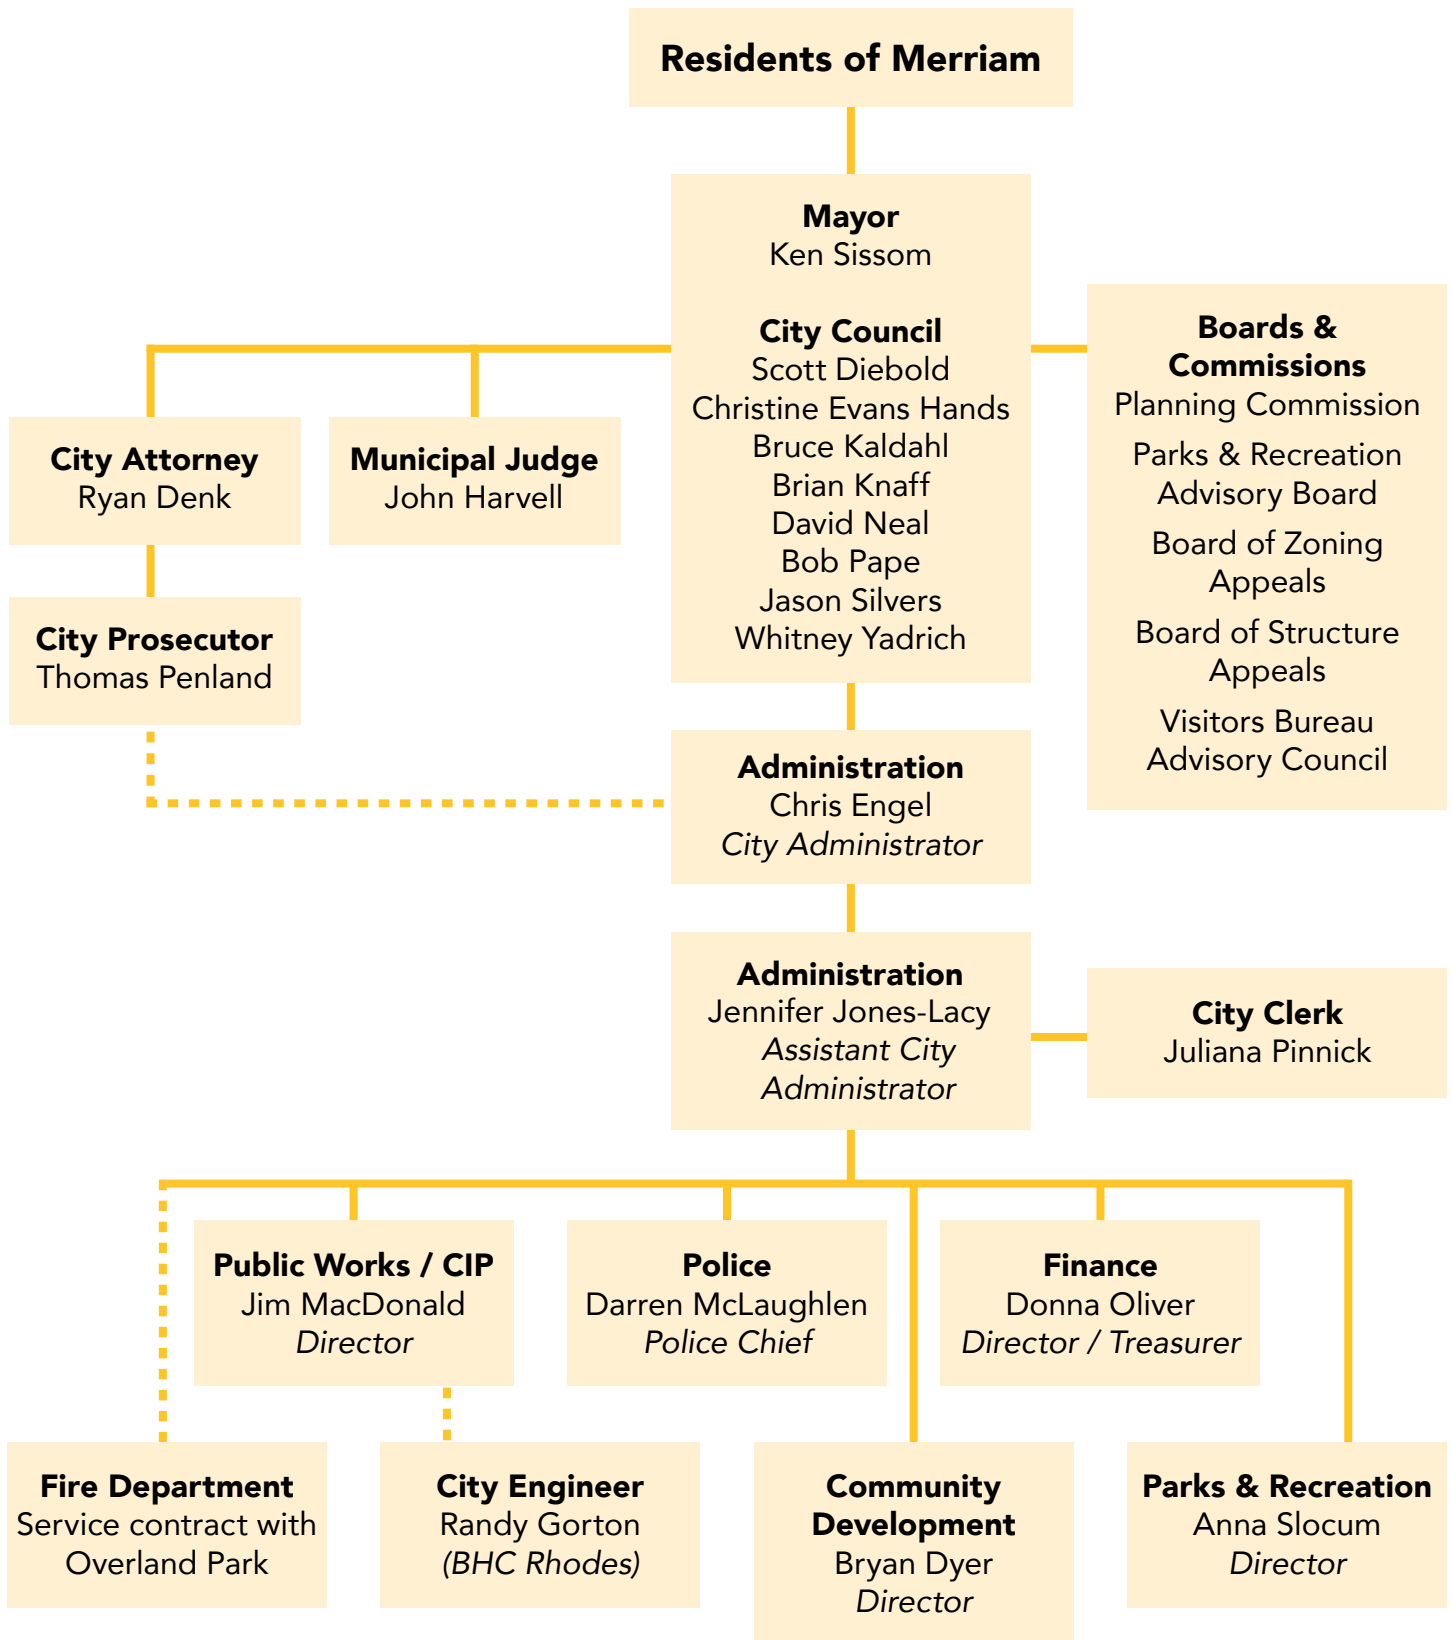 Residents of Merriam
Mayor
Ken Sissom
City Council
Scott Diebold
Christine Evans Hands
Bruce Kaldahl
Brian Knaff
David Neal
Bob Pape
Jason Silvers
Whitney Yadrich
Boards &
Commissions
Planning Commission
Parks & Recreation
Advisory Board
Board of Zoning
Appeals
Board of Structure
Appeals
Visitors Bureau
Advisory Council
City Attorney
Ryan Denk
Municipal Judge
John Harvell
City Prosecutor
Thomas Penland
Administration
Chris Engel
City Administrator
Administration
Jennifer Jones-Lacy
Assistant City
Administrator
City Clerk
Juliana Pinnick
Public Works / CIP
Jim MacDonald
Director
Police
Darren McLaughlen
Police Chief
Finance
Donna Oliver
Director / Treasurer
Fire Department
Service contract with
Overland Park
City Engineer
Randy Gorton
(BHC Rhodes)
Community
Development
Bryan Dyer
Director
Parks & Recreation
Anna Slocum
Director